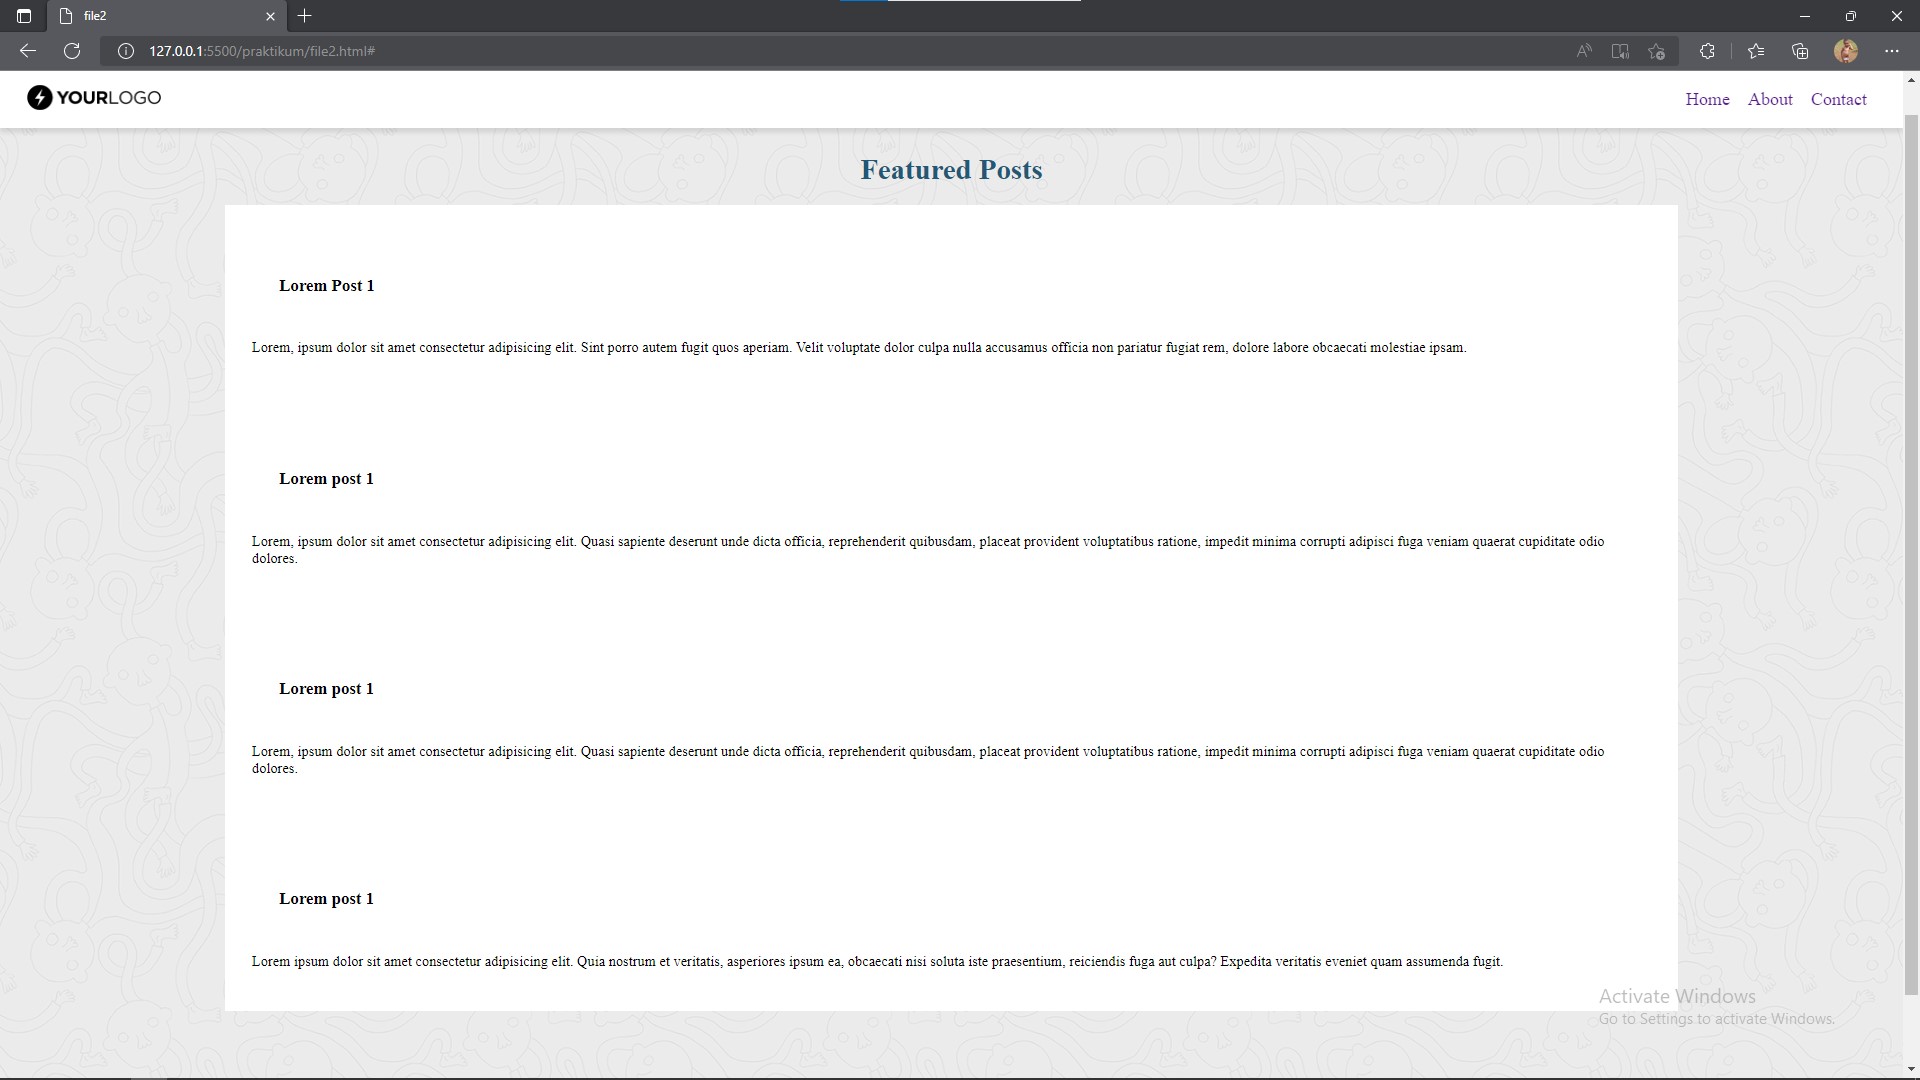 file2
127.0.0.1:5500/praktikum/file2.html#
YOURLOGO
Home About Contact
Featured Posts
Lorem Post 1
Lorem, ipsum dolor sit amet consectetur adipisicing elit. Sint porro autem fugit quos aperiam. Velit voluptate dolor culpa nulla accusamus officia non pariatur fugiat rem, dolore labore obcaecati molestiae ipsam.
Lorem post 1
Lorem, ipsum dolor sit amet consectetur adipisicing elit. Quasi sapiente deserunt unde dicta officia, reprehenderit quibusdam, placeat provident voluptatibus ratione, impedit minima corrupti adipisci fuga veniam quaerat cupiditate odio
dolores.
Lorem post 1
Lorem, ipsum dolor sit amet consectetur adipisicing elit. Quasi sapiente deserunt unde dicta officia, reprehenderit quibusdam, placeat provident voluptatibus ratione, impedit minima corrupti adipisci fuga veniam quaerat cupiditate odio
dolores.
Lorem post 1
Lorem ipsum dolor sit amet consectetur adipisicing elit. Quia nostrum et veritatis, asperiores ipsum ea, obcaecati nisi soluta iste praesentium, reiciendis fuga aut culpa? Expedita veritatis eveniet quam assumenda fugit.
Activate Windows
Go to Settings to activate Windows.